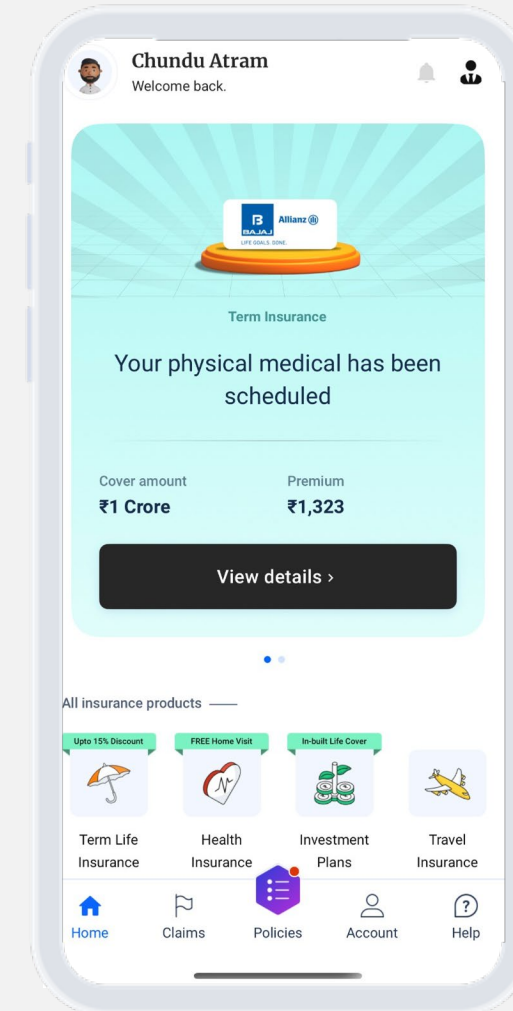 Chundu Atram
Welcome back.
BAJAJ Allianz
LIFE GOALS. DONE.
Term Insurance
Your physical medical has been
scheduled
Cover amount Premium
₹1 Crore ₹1,323
View details ›
All insurance products
Upto 15% Discount FREE Home Visit In-built Life Cover
Term Life Health Investment Travel
Insurance Insurance Plans Insurance
Home Claims Policies Account Help